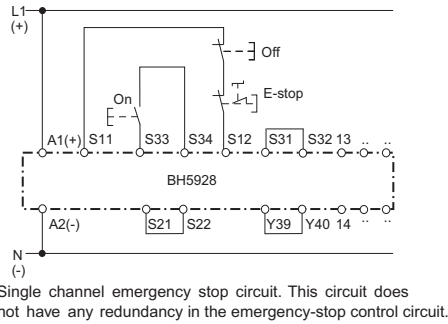 L1
(+)
Off
E-stop
On
A1(+) S11 S33 S34 S12 S31 S32 13 .. ..
BH5928
A2(-) S21 S22 Y39 Y40 14 .. ..
N
(-)
Single channel emergency stop circuit. This circuit does
not have any redundancy in the emergency-stop control circuit.